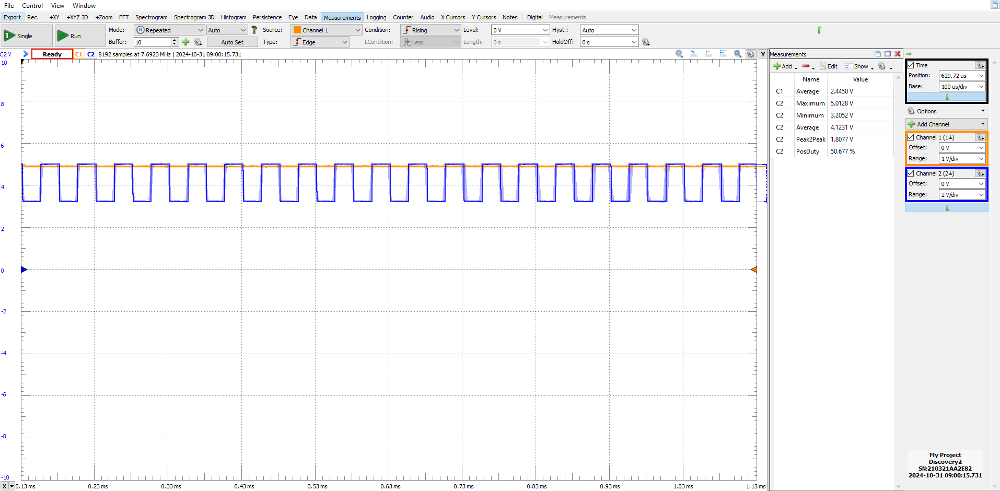 File Control View Window
Export Rec. +XY +XYZ 3D +Zoom FFT Spectrogram Spectrogram 3D Histogram Persistence Eye Data Measurements Logging Counter Audio X Cursors Y Cursors Notes Digital Measurements
1 Single Run Mode: Repeated Auto Source: Channel 1 Condition: Rising Level: 0 V Hyst.: Auto
Buffer: 10 Auto Set Type: Edge LCondition: Less Length: 0 s HoldOff: 0 s
C2 V Ready C1 C2 8192 samples at 7.6923 MHz | 2024-10-31 09:00:15.731 Y
10
8
6
4
2
0
-2
-4
-6
-8
-10
X 0.13 ms 0.23 ms 0.33 ms 0.43 ms 0.53 ms 0.63 ms 0.73 ms 0.83 ms 0.93 ms 1.03 ms 1.13 ms
Measurements
Add Edit Show
Name Value
C1 Average 2.4450 V
C2 Maximum 5.0128 V
C2 Minimum 3.2052 V
C2 Average 4.1231 V
C2 Peak2Peak 1.8077 V
C2 PosDuty 50.677 %
Time
Position: 629.72 us
Base: 100 us/div
Options
Add Channel
Channel 1 (1±)
Offset: 0 V
Range: 1 V/div
Channel 2 (2±)
Offset: 0 V
Range: 2 V/div
My Project
Discovery2
SN:210321AA2E82
2024-10-31 09:00:15.731